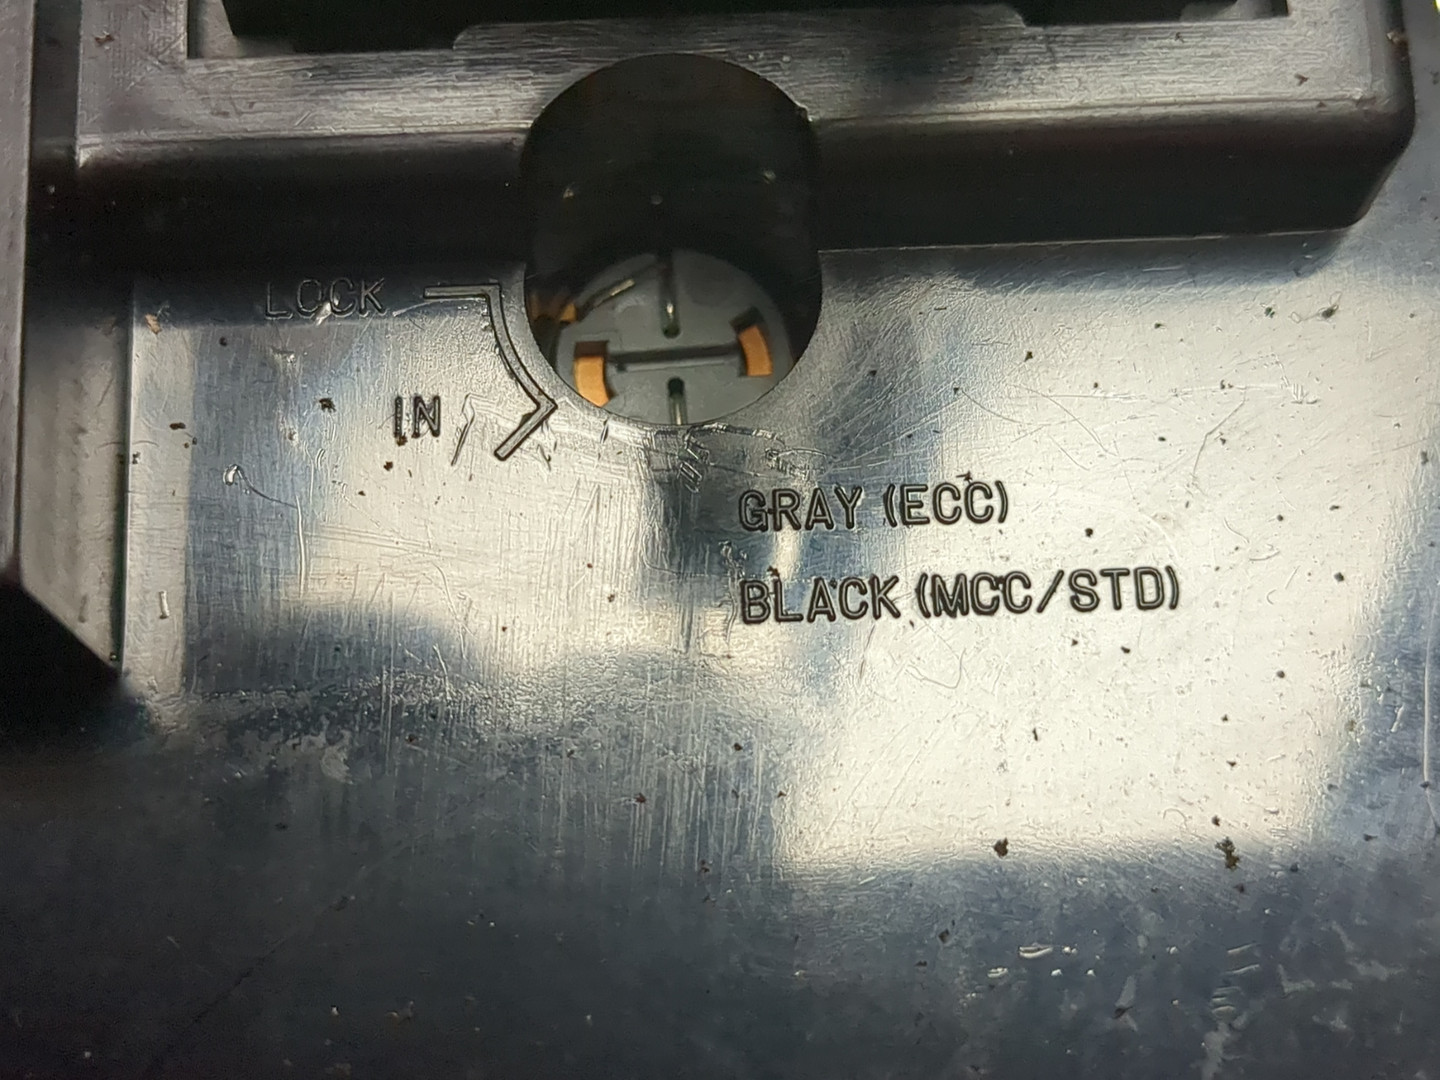 LOCK
IN
GRAY (ECC)
BLACK (MCC/STD)